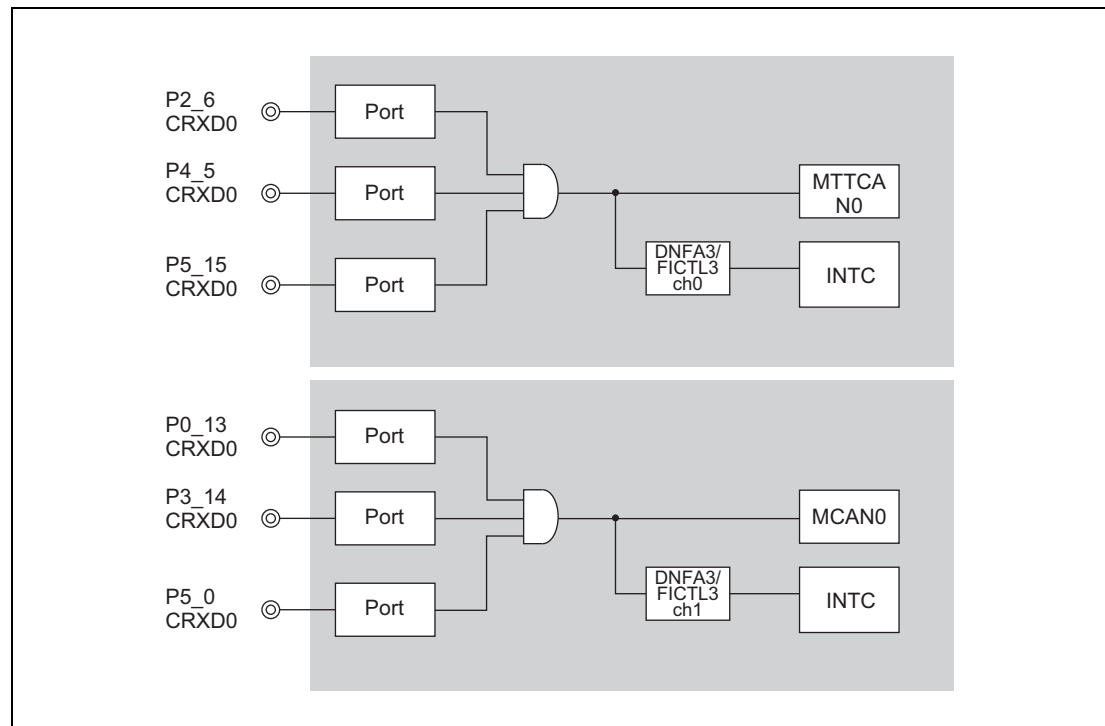 P2_6
CRXD0
Port
P4_5
CRXD0
Port
MTTCA
N0
P5_15
CRXD0
Port
DNFA3/
FICTL3
ch0
INTC
P0_13
CRXD0
Port
P3_14
CRXD0
Port
MCAN0
P5_0
CRXD0
Port
DNFA3/
FICTL3
ch1
INTC